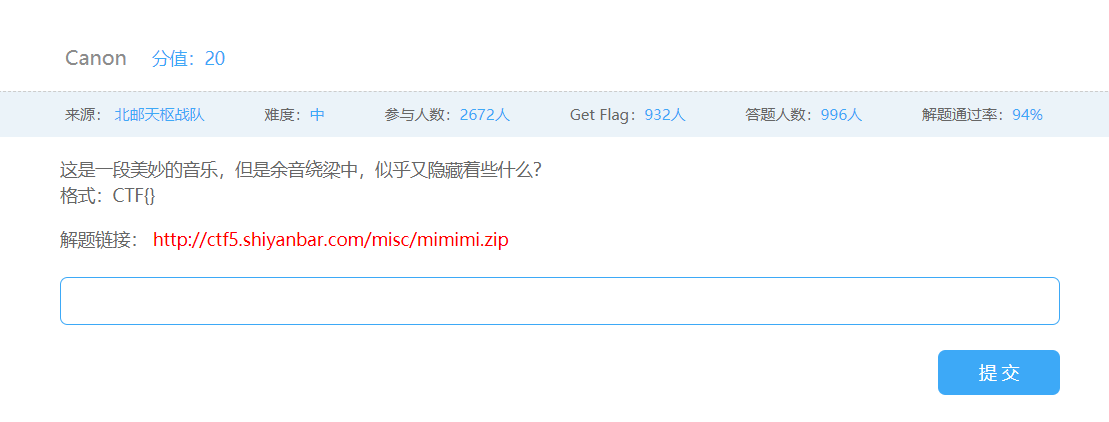 Canon 分值：20
来源： 北邮天枢战队 难度：中 参与人数：2672人 Get Flag：932人 答题人数：996人 解题通过率：94%
这是一段美妙的音乐，但是余音绕梁中，似乎又隐藏着些什么？
格式：CTF{}
解题链接： http://ctf5.shiyanbar.com/misc/mimimi.zip
提交